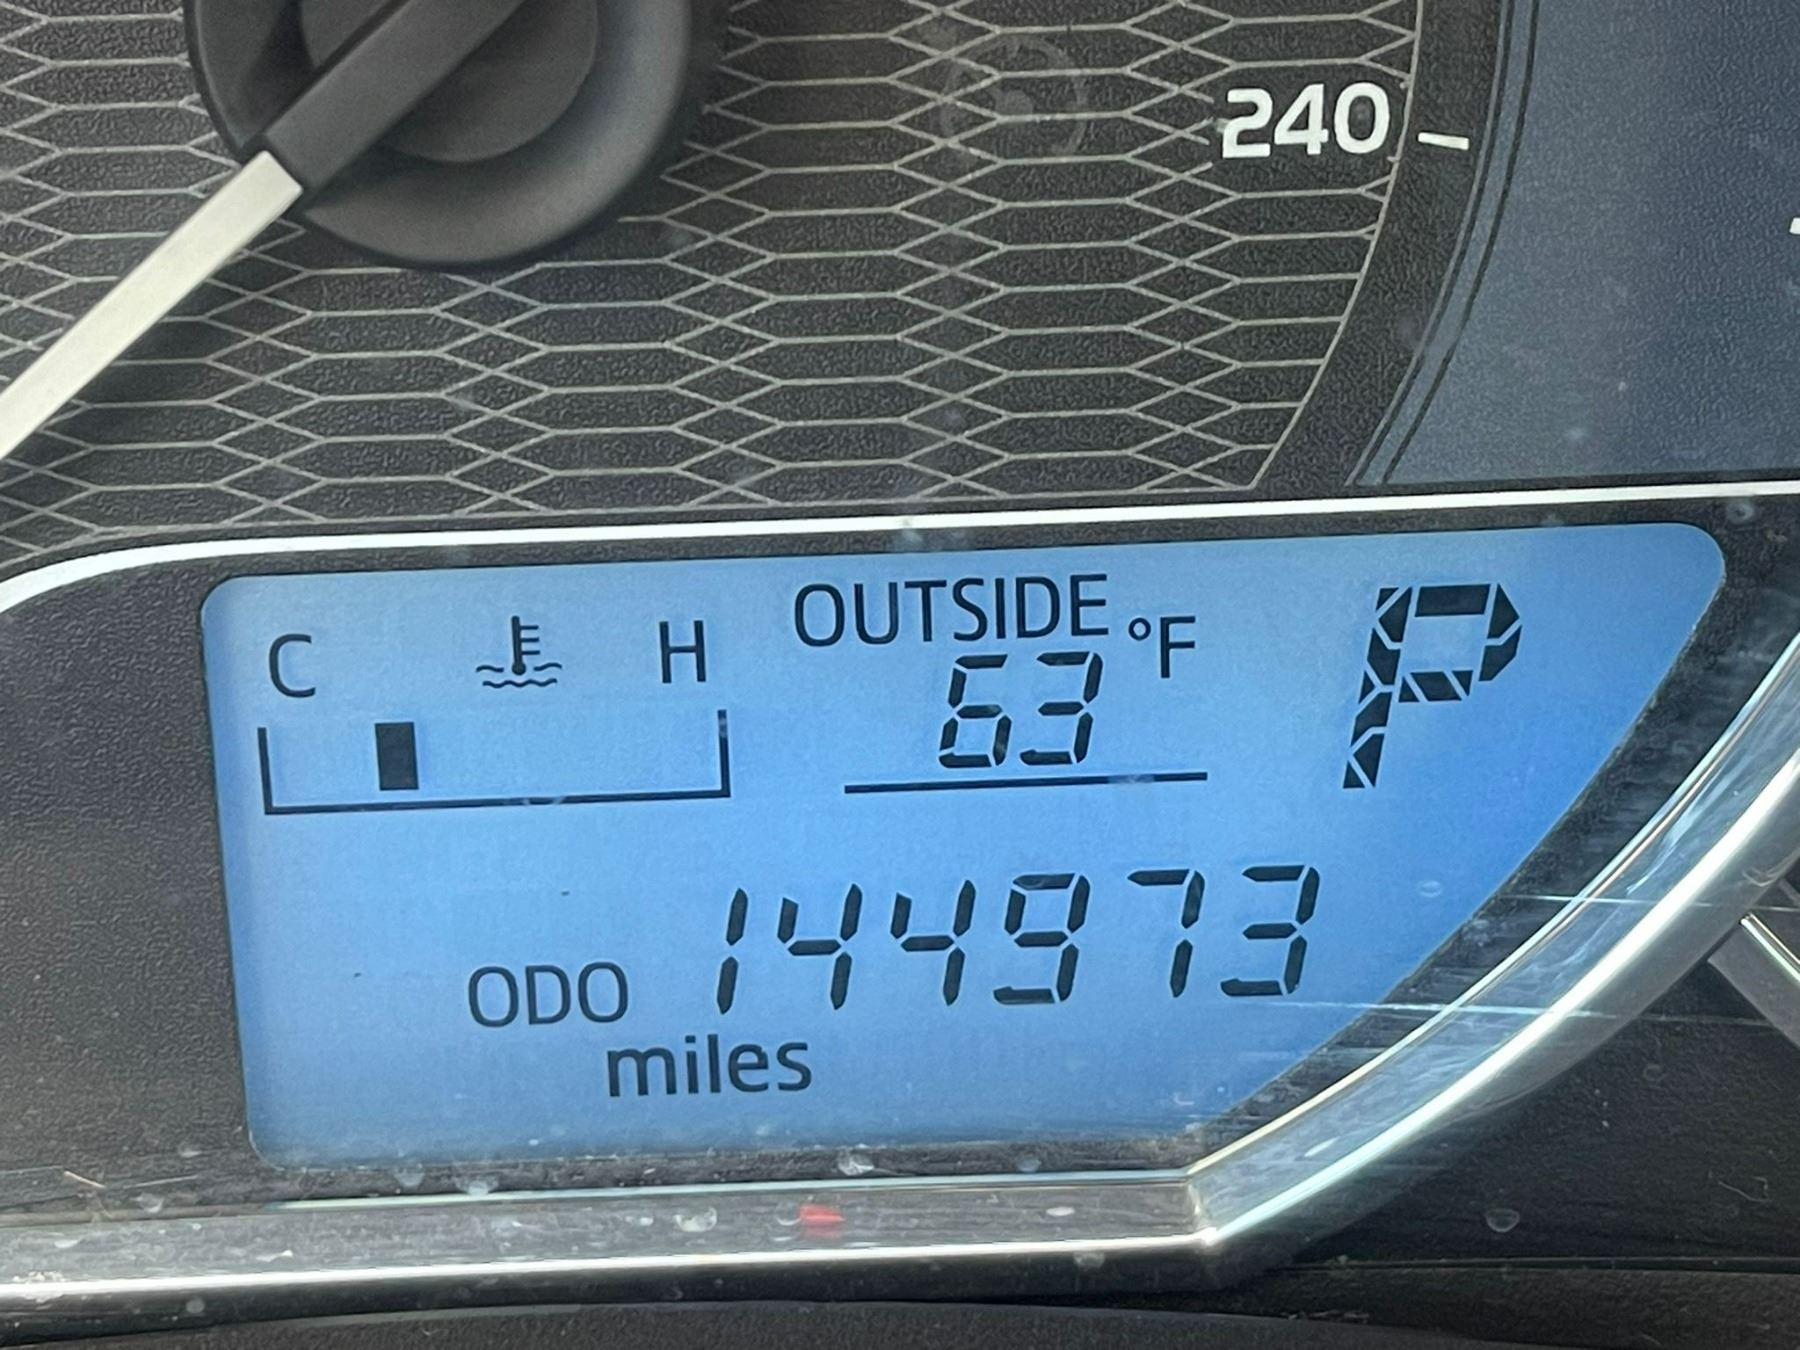 240
C H OUTSIDE °F P
63
ODO 144973
miles